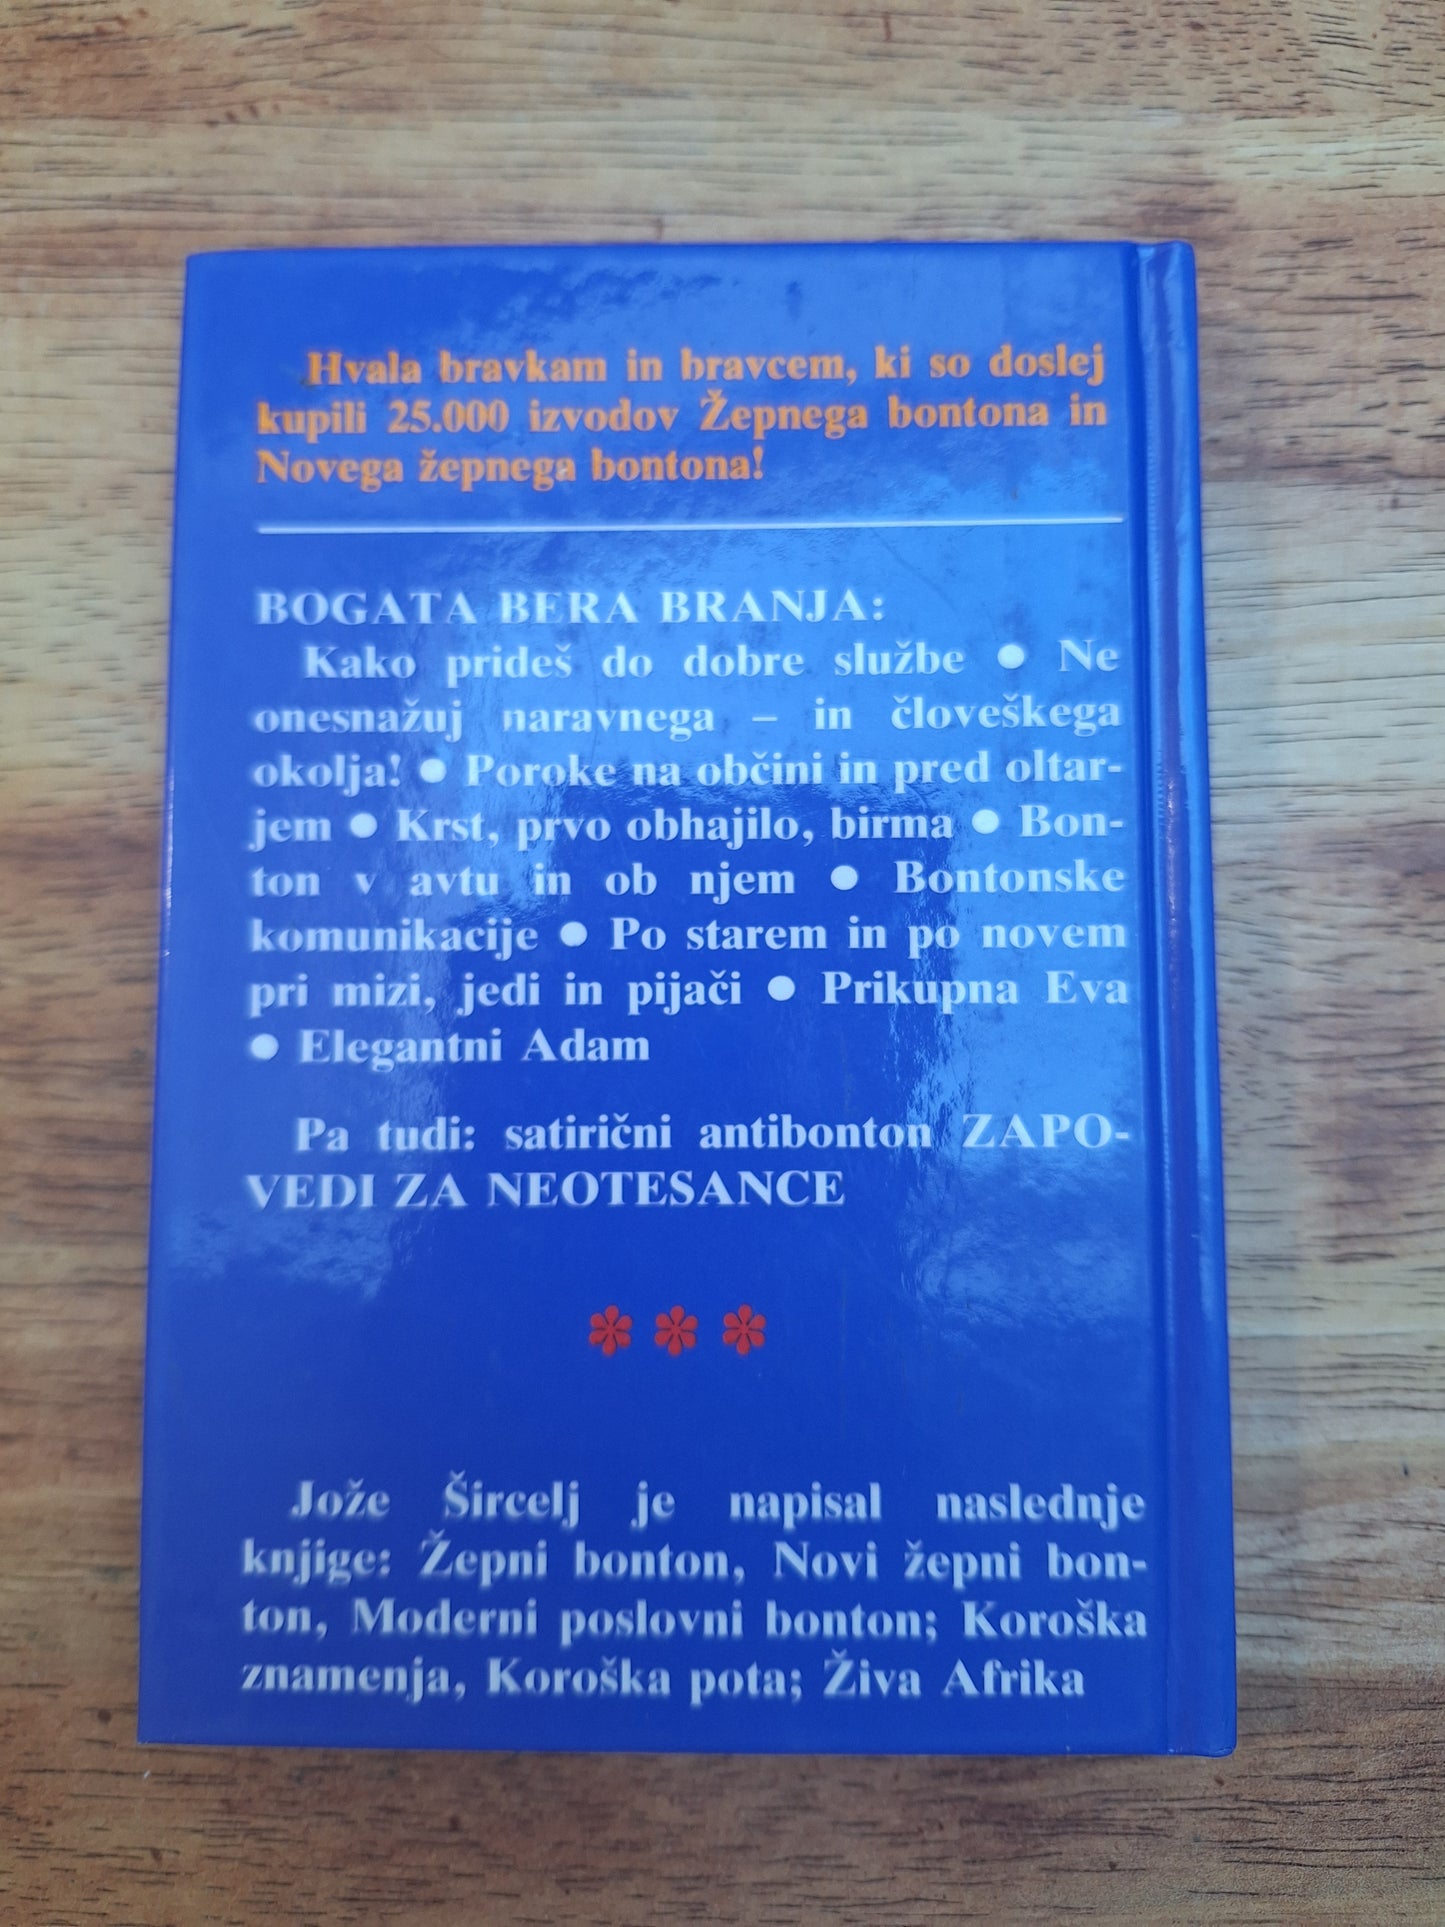 Hvala bravkam in bravcem, ki so doslej
kupili 25.000 izvodov Žepnega bontona in
Novega žepnega bontona!
BOGATA BERA BRANJA:
Kako prideš do dobre službe ● Ne
onesnažuj naravnega – in človeškega
okolja! ● Poroke na občini in pred oltar-
jem ● Krst, prvo obhajilo, birma ● Bon-
ton v avtu in ob njem ● Bontonske
komunikacije ● Po starem in po novem
pri mizi, jedi in pijači ● Prikupna Eva
● Elegantni Adam
Pa tudi: satirični antibonton ZAPO-
VEDI ZA NEOTESANCE
✽ ✽ ✽
Jože Šircelj je napisal naslednje
knjige: Žepni bonton, Novi žepni bon-
ton, Moderni poslovni bonton; Koroška
znamenja, Koroška pota; Živa Afrika